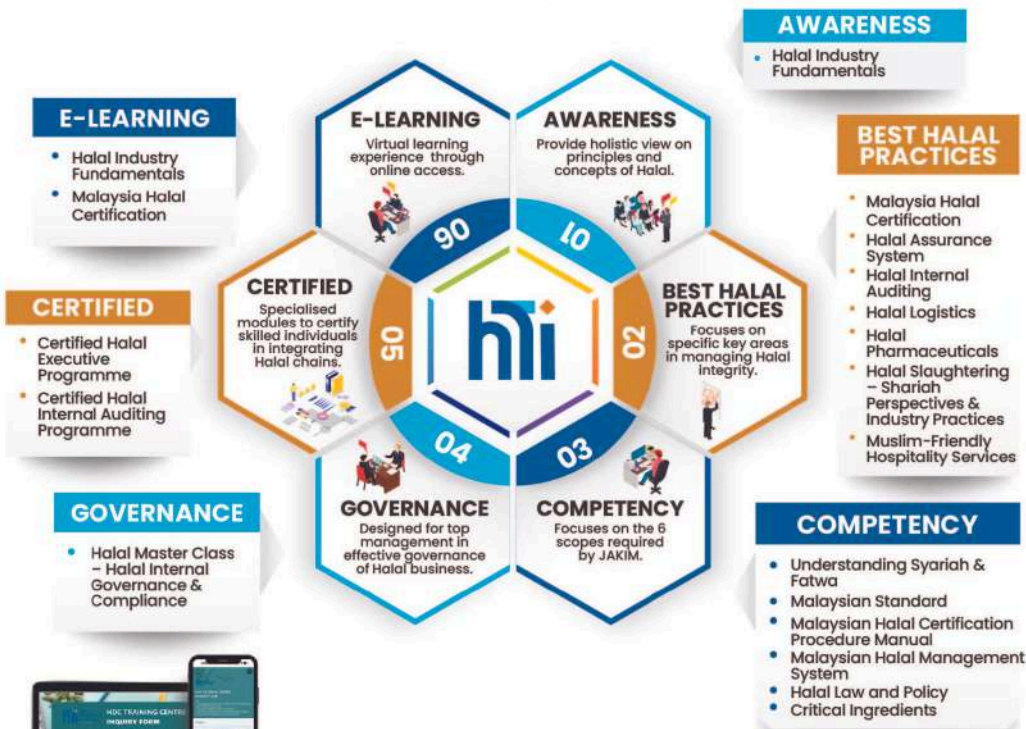 AWARENESS
Halal Industry
Fundamentals
E-LEARNING
Halal Industry
Fundamentals
Malaysia Halal
Certification
E-LEARNING
Virtual learning
experience through
online access.
AWARENESS
Provide holistic view on
principles and
concepts of Halal.
BEST HALAL
PRACTICES
Malaysia Halal
Certification
Halal Assurance
System
Halal Internal
Auditing
Halal Logistics
Halal
Pharmaceuticals
Halal Slaughtering
– Shariah
Perspectives &
Industry Practices
Muslim-Friendly
Hospitality Services
06
01
CERTIFIED
Certified Halal
Executive
Programme
Certified Halal
Internal Auditing
Programme
CERTIFIED
Specialised
modules to certify
skilled individuals
in integrating
Halal chains.
05
hTi
02
BEST HALAL
PRACTICES
Focuses on
specific key areas
in managing Halal
integrity.
04
03
GOVERNANCE
Halal Master Class
– Halal Internal
Governance &
Compliance
GOVERNANCE
Designed for top
management in
effective governance
of Halal business.
COMPETENCY
Focuses on the 6
scopes required
by JAKIM.
COMPETENCY
Understanding Syariah &
Fatwa
Malaysian Standard
Malaysian Halal Certification
Procedure Manual
Malaysian Halal Management
System
Halal Law and Policy
Critical Ingredients
HDC TRAINING CENTRE
INQUIRY FORM